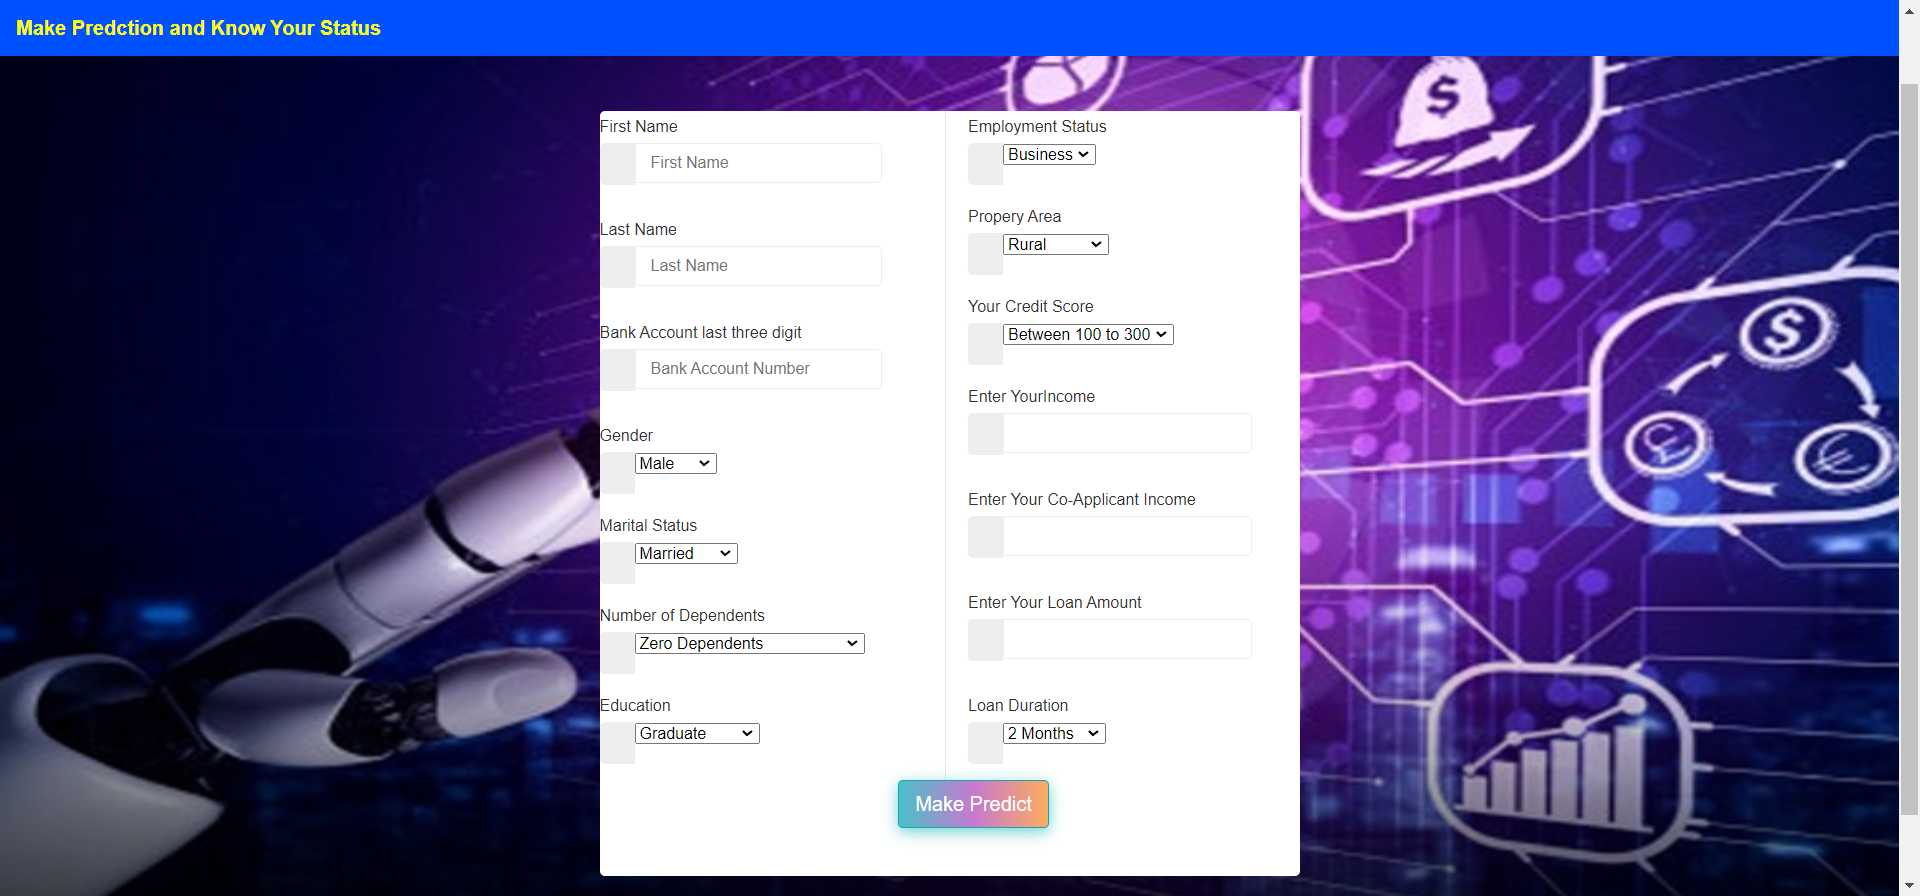 Make Predction and Know Your Status
First Name
First Name
Last Name
Last Name
Bank Account last three digit
Bank Account Number
Gender
Male
Marital Status
Married
Number of Dependents
Zero Dependents
Education
Graduate
Employment Status
Business
Propery Area
Rural
Your Credit Score
Between 100 to 300
Enter YourIncome
Enter Your Co-Applicant Income
Enter Your Loan Amount
Loan Duration
2 Months
Make Predict